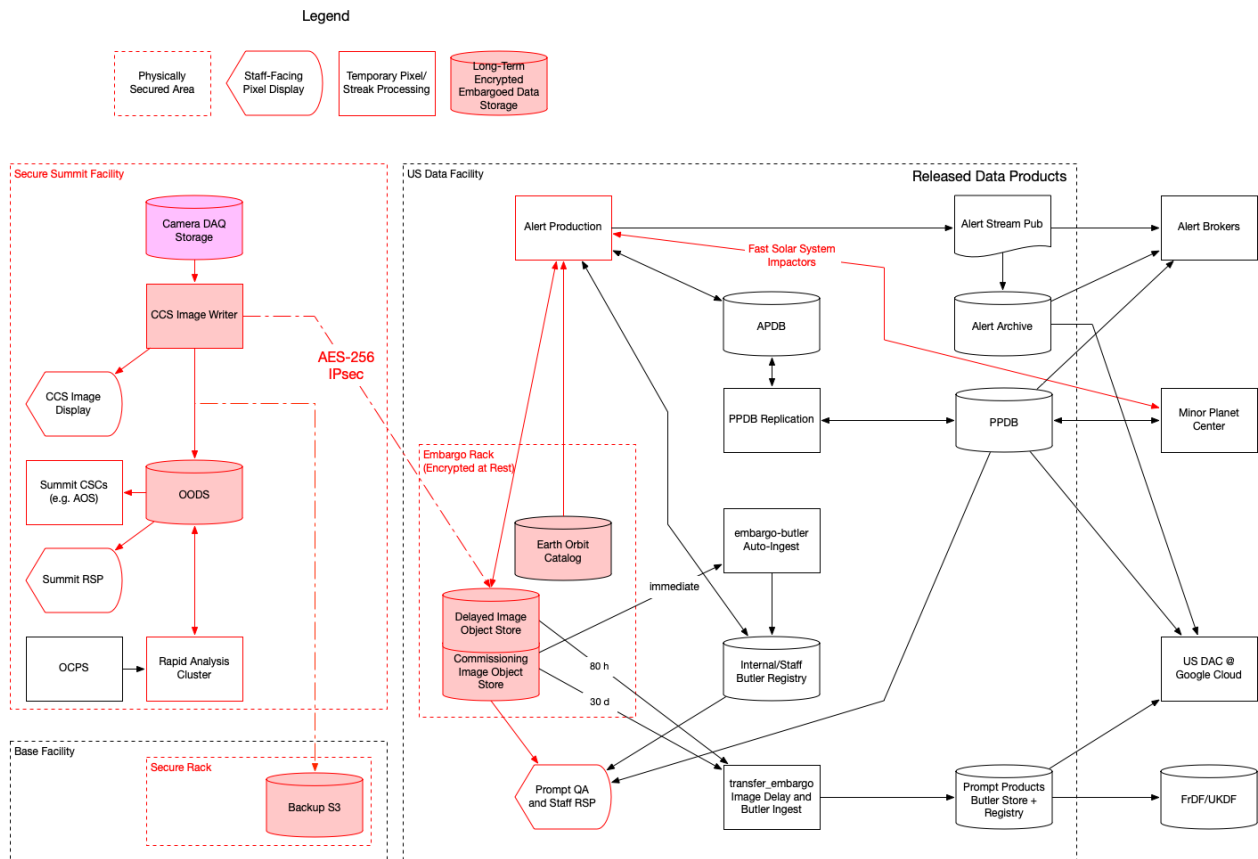 Legend
Physically
Secured Area
Staff-Facing
Pixel Display
Temporary Pixel/
Streak Processing
Long-Term
Encrypted
Embargoed Data
Storage
Secure Summit Facility
Camera DAQ
Storage
CCS Image Writer
CCS Image
Display
AES-256
IPsec
Summit CSCs
(e.g. AOS)
OODS
Summit RSP
OCPS
Rapid Analysis
Cluster
Base Facility
Secure Rack
Backup S3
US Data Facility
Released Data Products
Alert Production
Alert Stream Pub
Alert Brokers
Fast Solar System
Impactors
APDB
Alert Archive
PPDB Replication
PPDB
Minor Planet
Center
Embargo Rack
(Encrypted at Rest)
Earth Orbit
Catalog
embargo-butler
Auto-Ingest
immediate
Delayed Image
Object Store
Commissioning
Image Object
Store
80 h
30 d
Internal/Staff
Butler Registry
US DAC @
Google Cloud
Prompt QA
and Staff RSP
transfer_embargo
Image Delay and
Butler Ingest
Prompt Products
Butler Store +
Registry
FrDF/UKDF